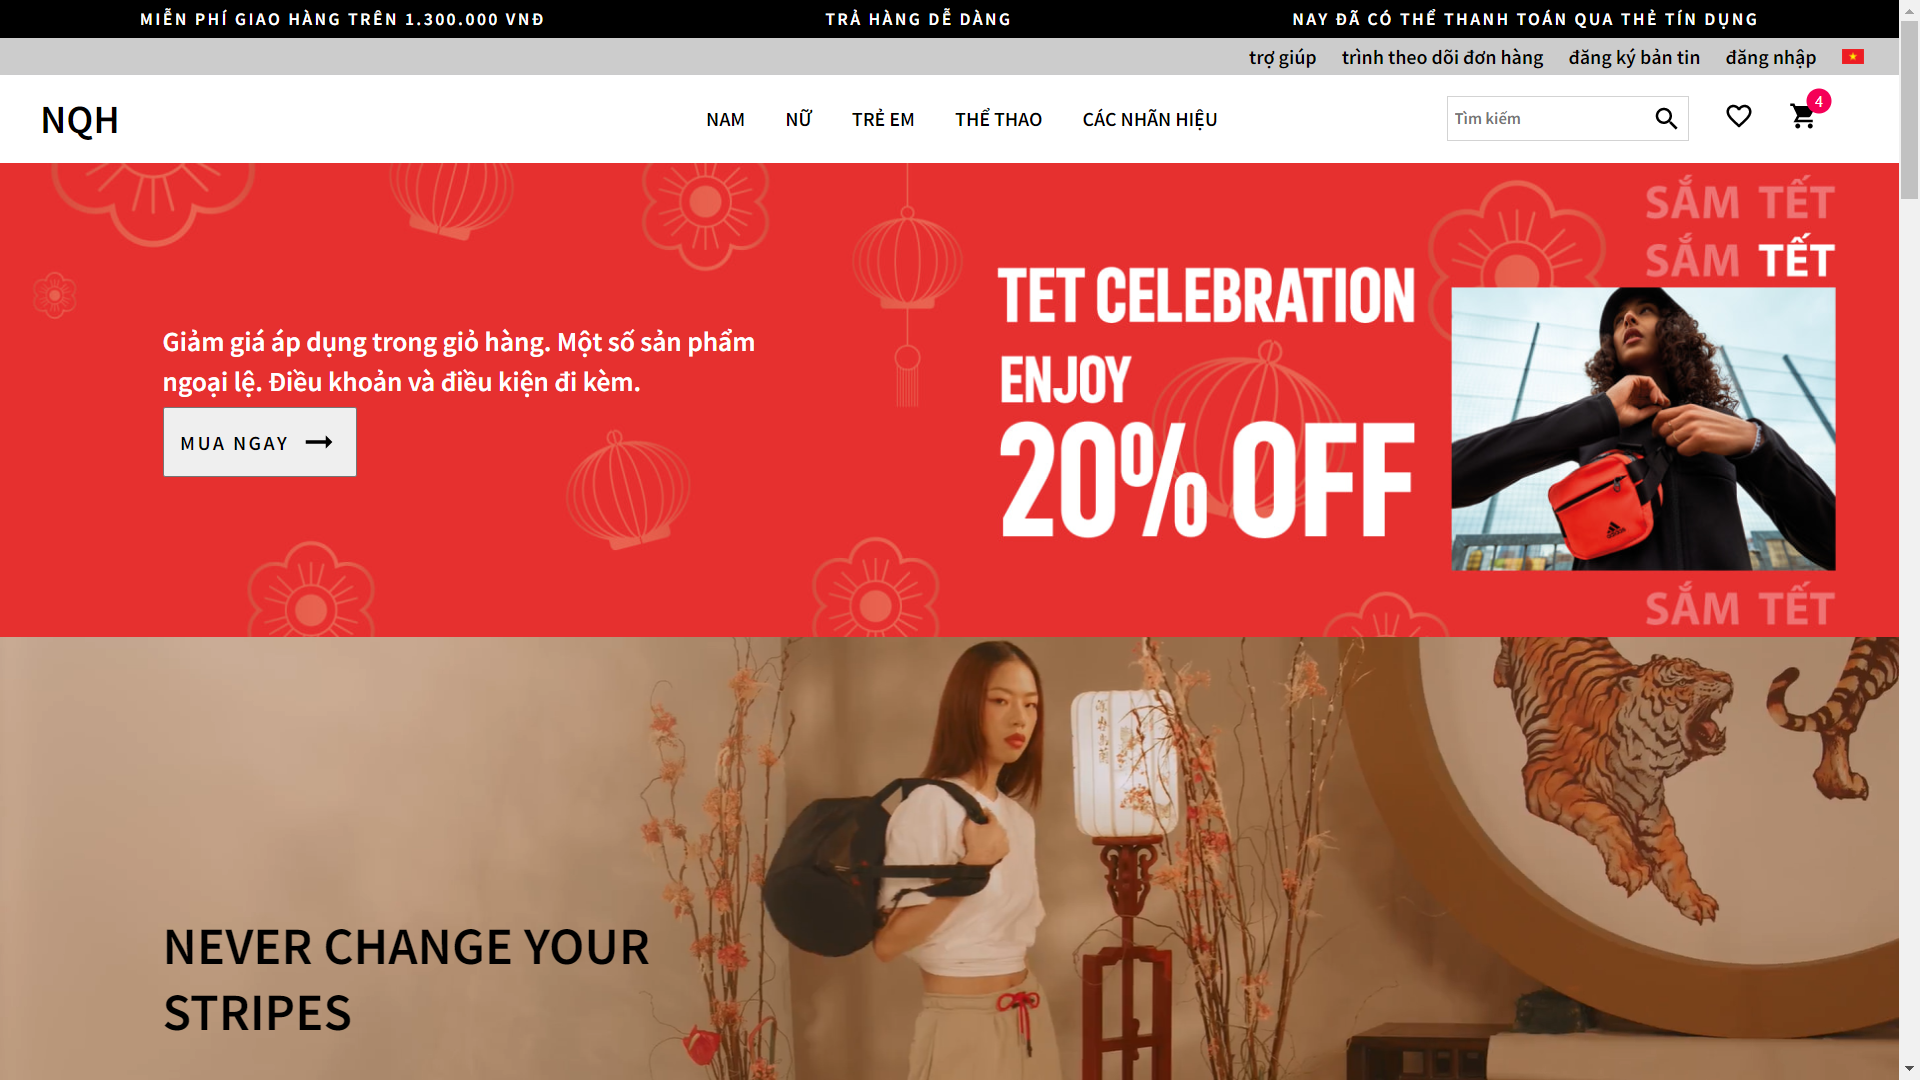 MIỄN PHÍ GIAO HÀNG TRÊN 1.300.000 VNĐ
TRẢ HÀNG DỄ DÀNG
NAY ĐÃ CÓ THỂ THANH TOÁN QUA THẺ TÍN DỤNG
trợ giúp
trình theo dõi đơn hàng
đăng ký bản tin
đăng nhập
NQH
NAM
NỮ
TRẺ EM
THỂ THAO
CÁC NHÃN HIỆU
Tìm kiếm
4
SẮM TẾT
SẮM TẾT
TET CELEBRATION
ENJOY
20% OFF
Giảm giá áp dụng trong giỏ hàng. Một số sản phẩm
ngoại lệ. Điều khoản và điều kiện đi kèm.
MUA NGAY
adidas
SẮM TẾT
NEVER CHANGE YOUR
STRIPES